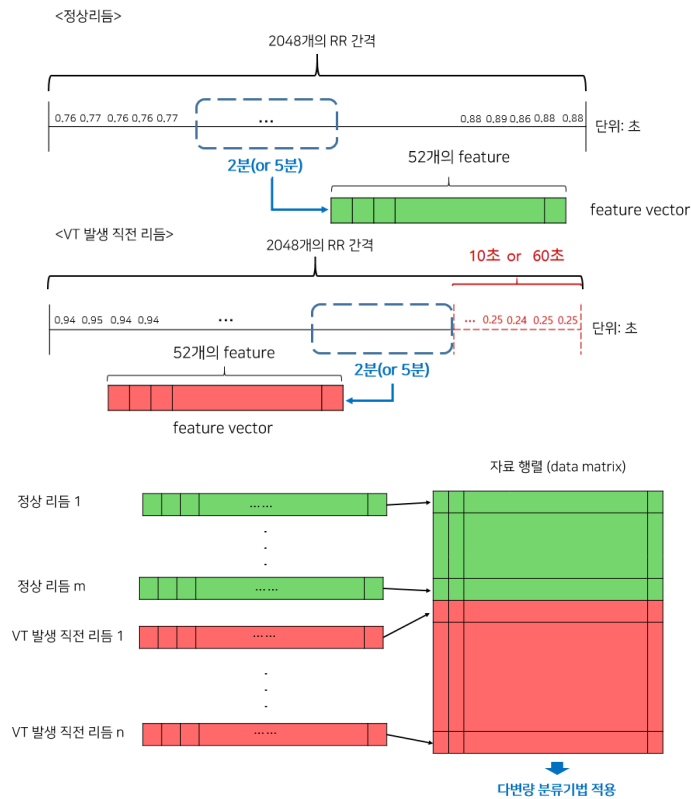 <정상리듬>
2048개의 RR 간격
0.76 0.77 0.76 0.76 0.77 ... 0.88 0.89 0.86 0.88 0.88 단위: 초
2분(or 5분)
52개의 feature
feature vector
<VT 발생 직전 리듬>
2048개의 RR 간격
10초 or 60초
0.94 0.95 0.94 0.94 ... ... 0.25 0.24 0.25 0.25 단위: 초
52개의 feature
2분(or 5분)
feature vector
자료 행렬 (data matrix)
정상 리듬 1 ......
정상 리듬 m ......
VT 발생 직전 리듬 1 ......
VT 발생 직전 리듬 n ......
다변량 분류기법 적용